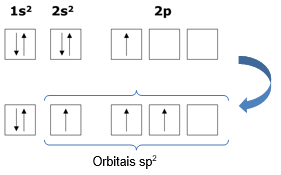 1s² 2s² 2p
Orbitais sp²